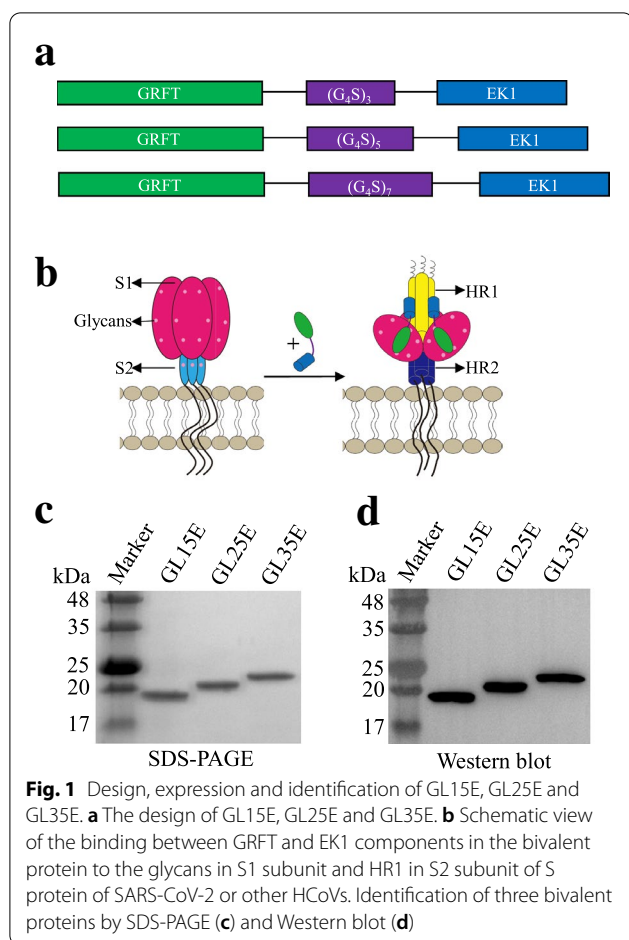 a
GRFT (G₄S)₃ EK1
GRFT (G₄S)₅ EK1
GRFT (G₄S)₇ EK1
b
S1
Glycans
S2
+
HR1
HR2
c
kDa Marker GL15E GL25E GL35E
48
35
25
20
17
SDS-PAGE
d
kDa Marker GL15E GL25E GL35E
48
35
25
20
17
Western blot
Fig. 1 Design, expression and identification of GL15E, GL25E and
GL35E. a The design of GL15E, GL25E and GL35E. b Schematic view
of the binding between GRFT and EK1 components in the bivalent
protein to the glycans in S1 subunit and HR1 in S2 subunit of S
protein of SARS-CoV-2 or other HCoVs. Identification of three bivalent
proteins by SDS-PAGE (c) and Western blot (d)